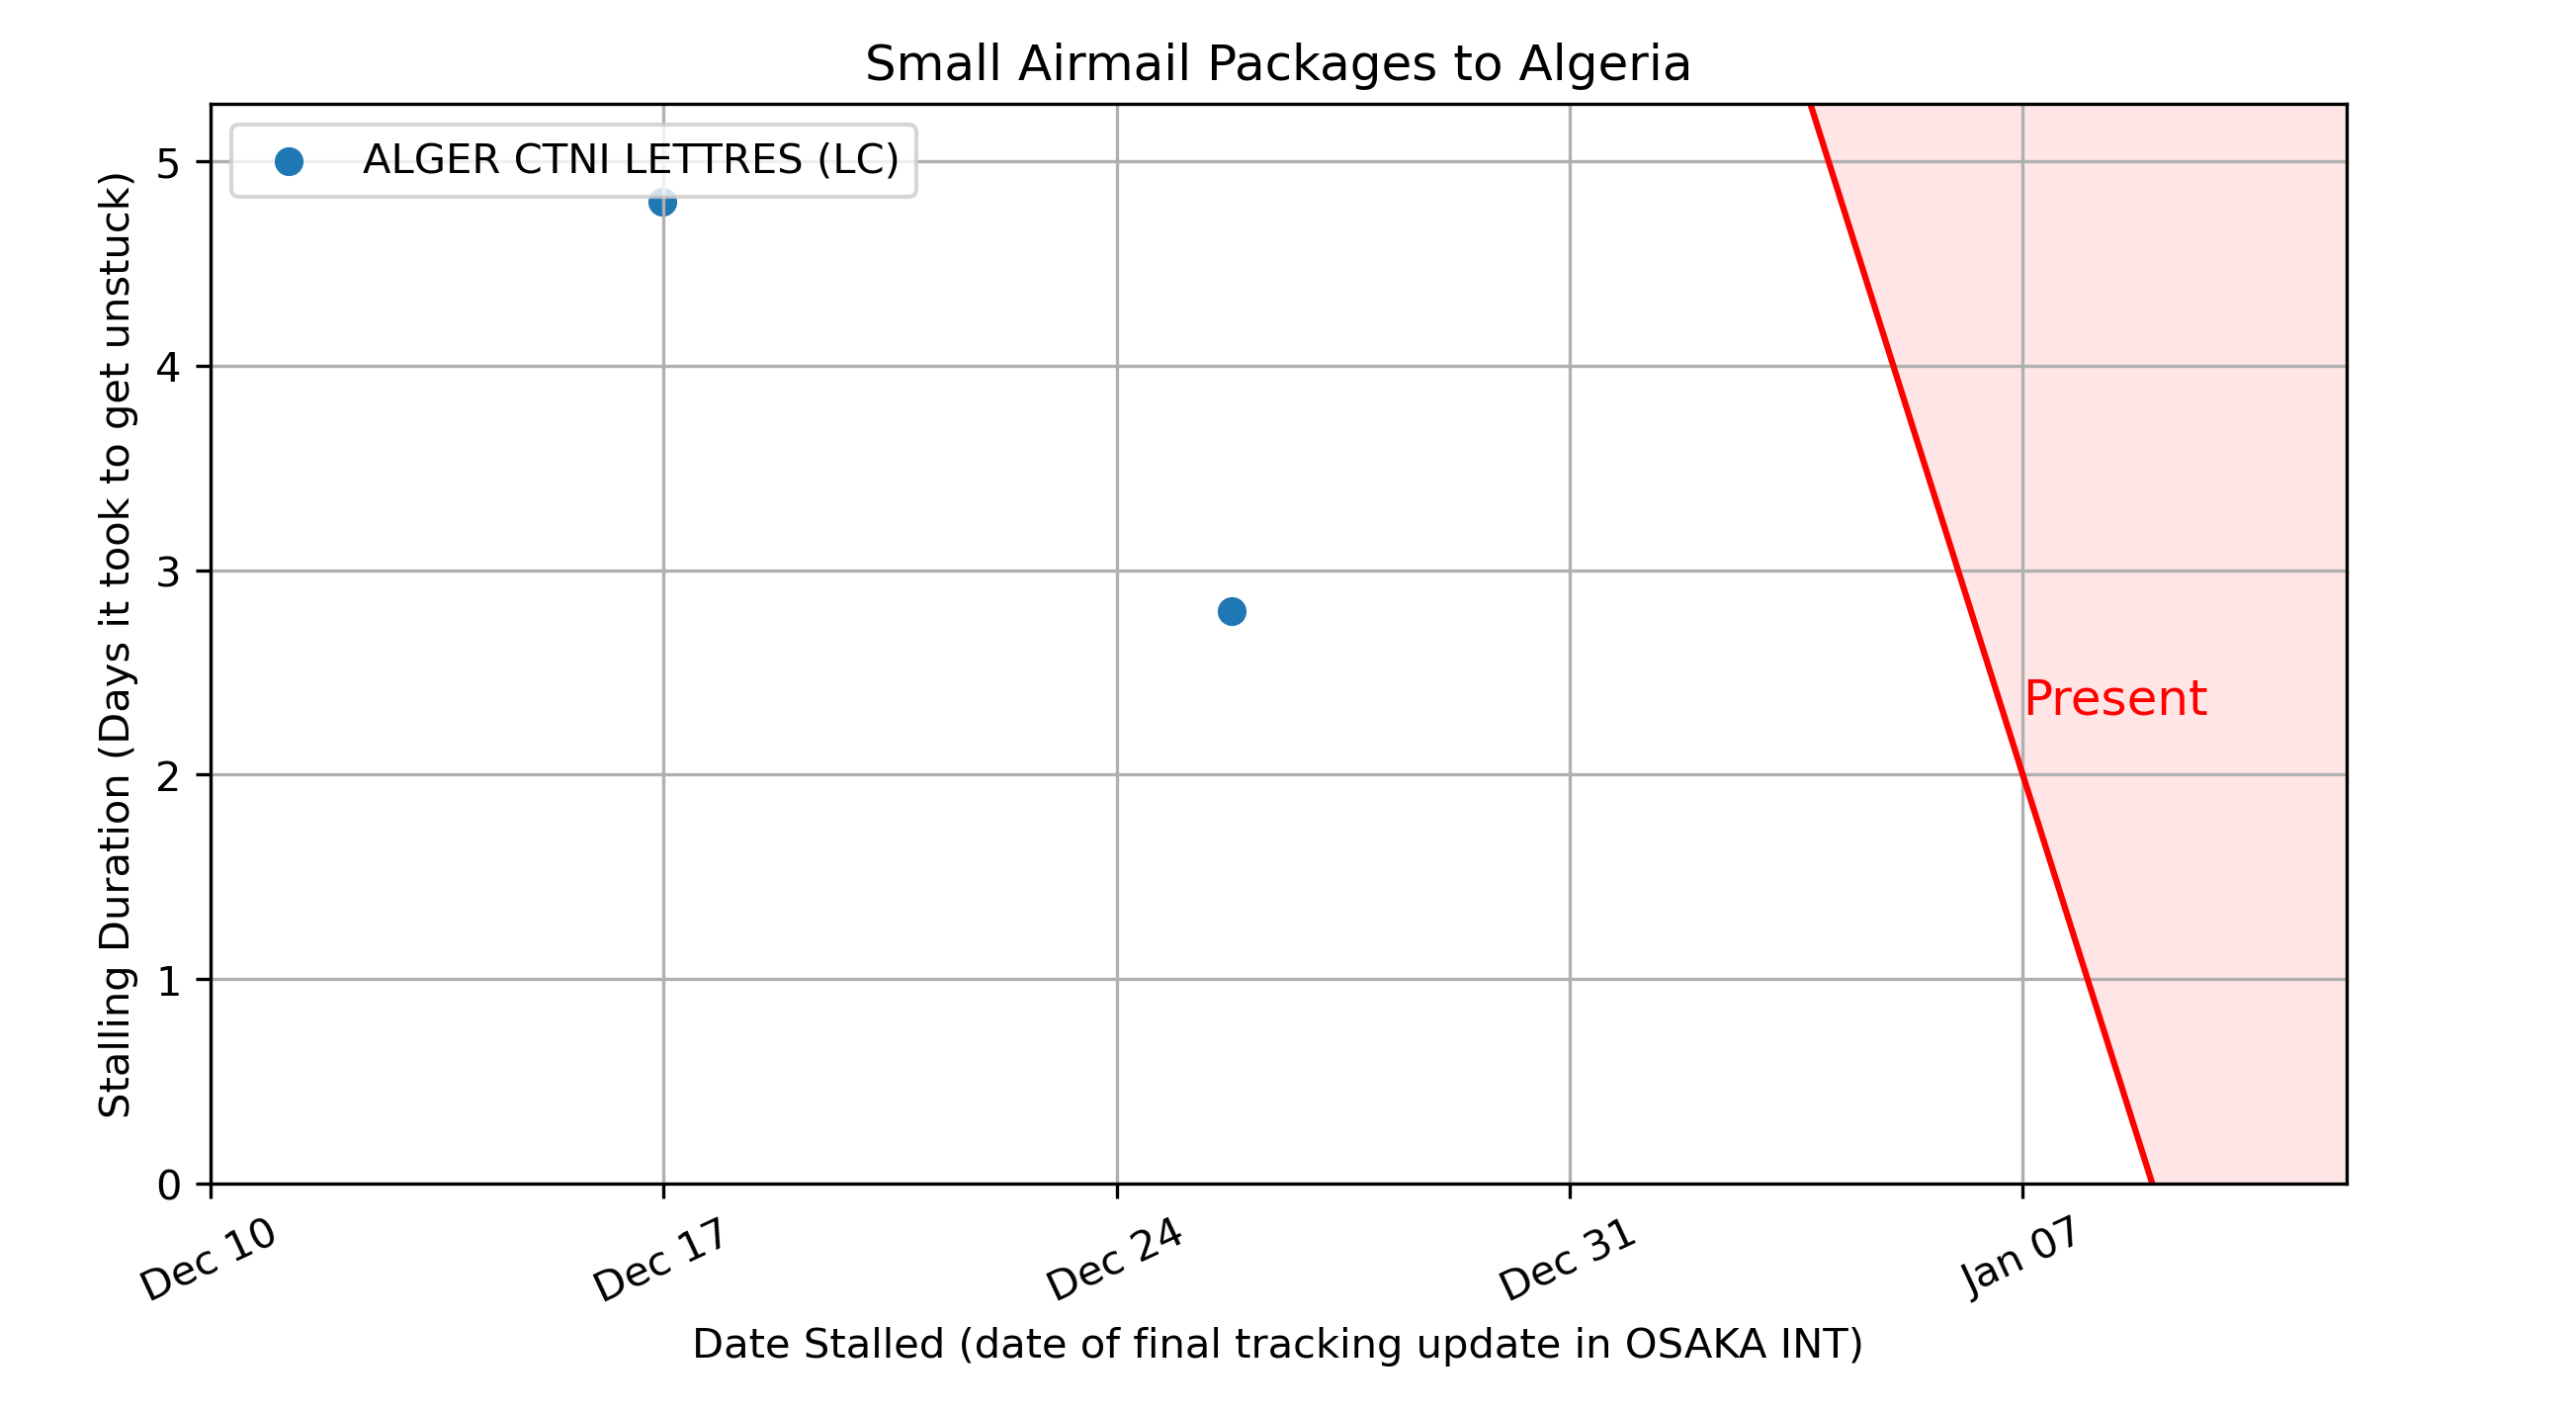 Small Airmail Packages to Algeria
ALGER CTNI LETTRES (LC)
Stalling Duration (Days it took to get unstuck)
5
4
3
2
1
0
Present
Dec 10
Dec 17
Dec 24
Dec 31
Jan 07
Date Stalled (date of final tracking update in OSAKA INT)